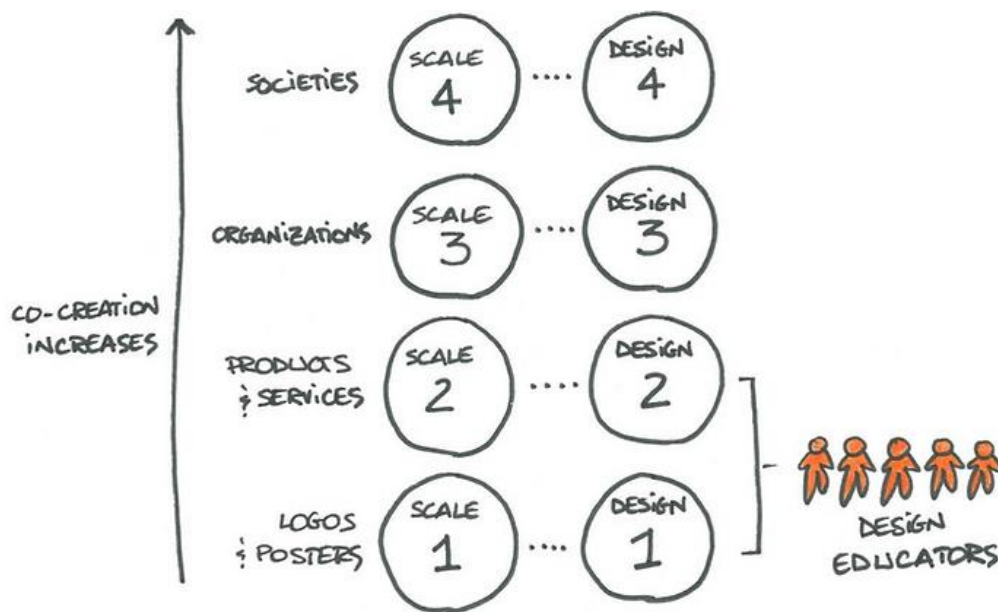 SOCIETIES
SCALE
4
DESIGN
4
ORGANIZATIONS
SCALE
3
DESIGN
3
CO-CREATION
INCREASES
PRODUCTS
& SERVICES
SCALE
2
DESIGN
2
LOGOS
& POSTERS
SCALE
1
DESIGN
1
DESIGN
EDUCATORS